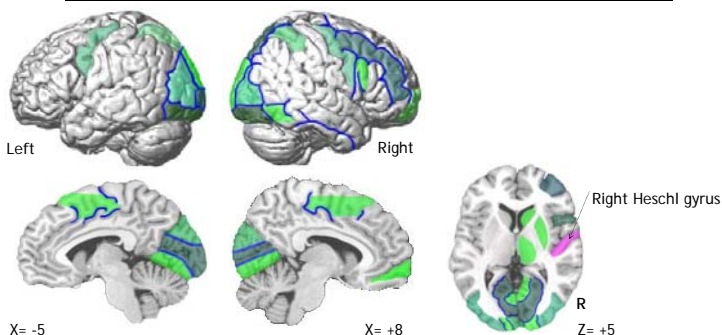 Left
Right
Right Heschl gyrus
R
X= -5
X= +8
Z= +5